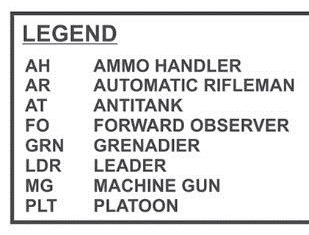 LEGEND
AH AMMO HANDLER
AR AUTOMATIC RIFLEMAN
AT ANTITANK
FO FORWARD OBSERVER
GRN GRENADIER
LDR LEADER
MG MACHINE GUN
PLT PLATOON